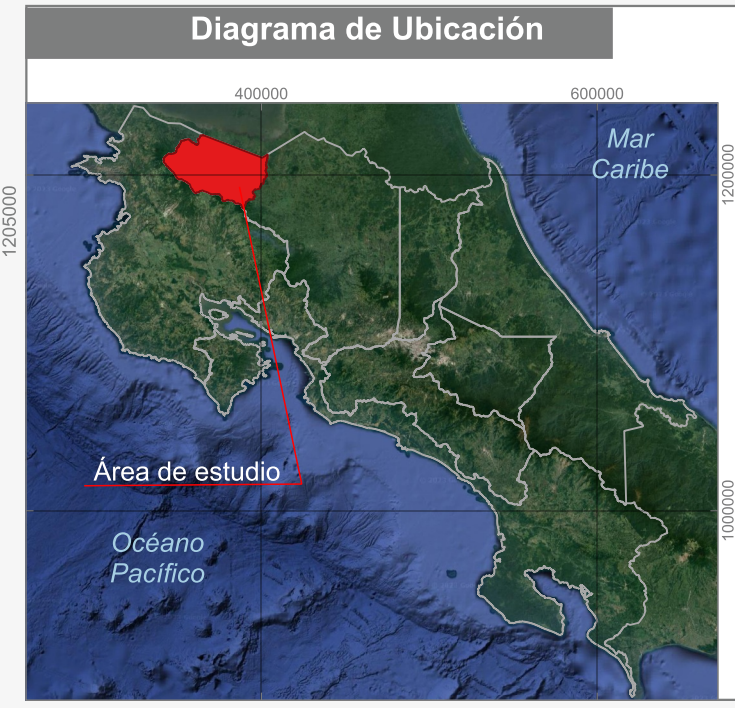 Diagrama de Ubicación
400000
600000
Mar
Caribe
1200000
1205000
Área de estudio
1000000
Océano
Pacífico